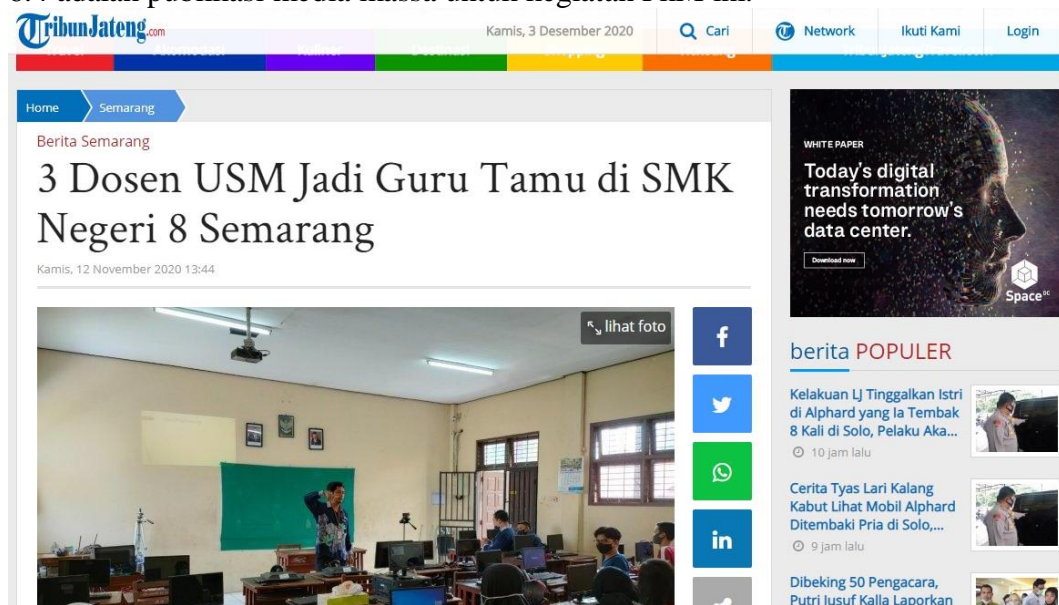 TribunJateng.com
Kamis, 3 Desember 2020
Cari
Network
Ikuti Kami
Login
Home
Semarang
Berita Semarang
3 Dosen USM Jadi Guru Tamu di SMK
Negeri 8 Semarang
Kamis, 12 November 2020 13:44
lihat foto
WHITE PAPER
Today's digital
transformation
needs tomorrow's
data center.
Download now
Space DC
berita POPULER
Kelakuan LJ Tinggalkan Istri
di Alphard yang Ia Tembak
8 Kali di Solo, Pelaku Aka...
10 jam lalu
Cerita Tyas Lari Kalang
Kabut Lihat Mobil Alphard
Ditembaki Pria di Solo,...
9 jam lalu
Dibeking 50 Pengacara,
Putri Jusuf Kalla Laporkan